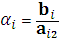 αᵢ = bᵢ / aᵢ₂